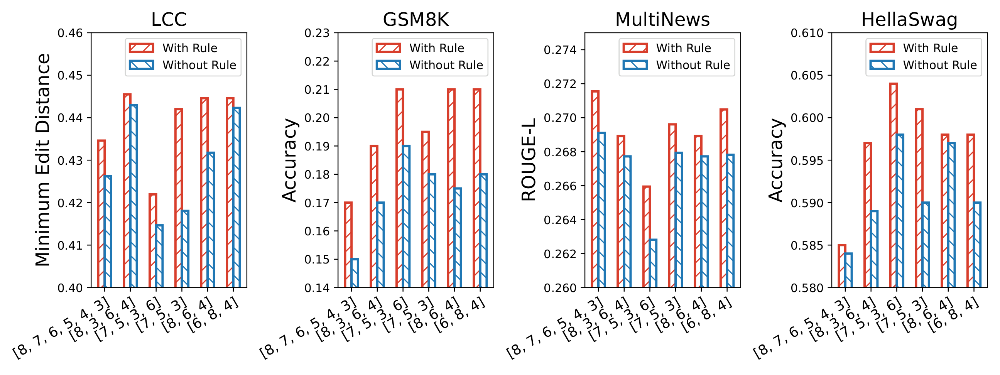 LCC
Minimum Edit Distance
0.46
0.45
0.44
0.43
0.42
0.41
0.40
With Rule
Without Rule
[8, 7, 6, 5, 4, 3]
[8, 3, 6, 4]
[7, 5, 3, 6]
[7, 5, 3]
[8, 6, 4]
[6, 8, 4]
GSM8K
Accuracy
0.23
0.22
0.21
0.20
0.19
0.18
0.17
0.16
0.15
0.14
With Rule
Without Rule
[8, 7, 6, 5, 4, 3]
[8, 3, 6, 4]
[7, 5, 3, 6]
[7, 5, 3]
[8, 6, 4]
[6, 8, 4]
MultiNews
ROUGE-L
0.274
0.272
0.270
0.268
0.266
0.264
0.262
0.260
With Rule
Without Rule
[8, 7, 6, 5, 4, 3]
[8, 3, 6, 4]
[7, 5, 3, 6]
[7, 5, 3]
[8, 6, 4]
[6, 8, 4]
HellaSwag
Accuracy
0.610
0.605
0.600
0.595
0.590
0.585
0.580
With Rule
Without Rule
[8, 7, 6, 5, 4, 3]
[8, 3, 6, 4]
[7, 5, 3, 6]
[7, 5, 3]
[8, 6, 4]
[6, 8, 4]